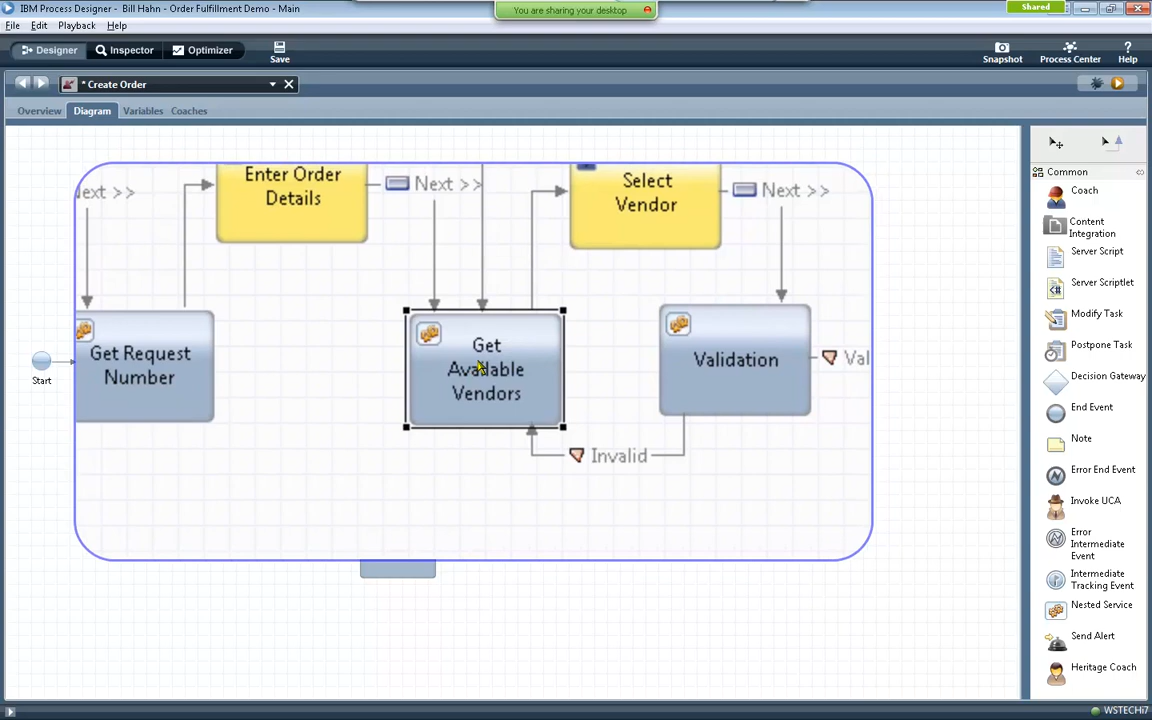 IBM Process Designer - Bill Hahn - Order Fulfillment Demo - Main
You are sharing your desktop
Shared
File Edit Playback Help
Designer Inspector Optimizer
Save
Snapshot
Process Center
Help
* Create Order
Overview Diagram Variables Coaches
Common
Coach
Content
Integration
Server Script
Server Scriptlet
Modify Task
Postpone Task
Decision Gateway
End Event
Note
Error End Event
Invoke UCA
Error
Intermediate
Event
Intermediate
Tracking Event
Nested Service
Send Alert
Heritage Coach
Start
ext >>
Enter Order
Details
Next >>
Select
Vendor
Next >>
Get Request
Number
Get
Available
Vendors
Validation
Val
Invalid
WSTECHi7